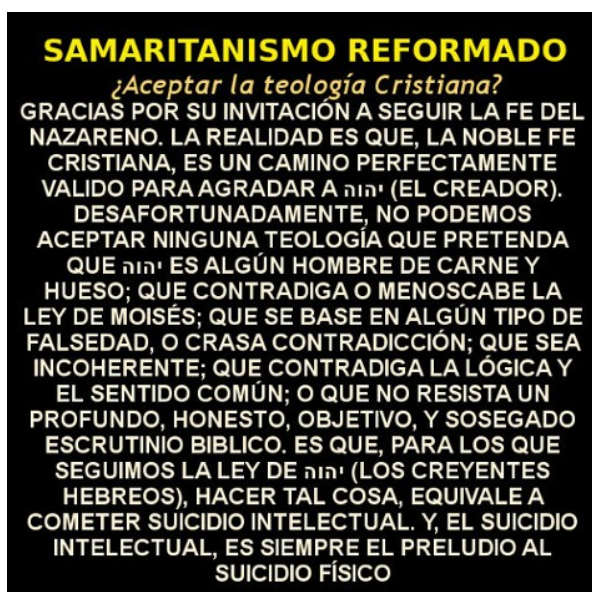 SAMARITANISMO REFORMADO
¿Aceptar la teología Cristiana?
GRACIAS POR SU INVITACIÓN A SEGUIR LA FE DEL
NAZARENO. LA REALIDAD ES QUE, LA NOBLE FE
CRISTIANA, ES UN CAMINO PERFECTAMENTE
VALIDO PARA AGRADAR A יהוה (EL CREADOR).
DESAFORTUNADAMENTE, NO PODEMOS
ACEPTAR NINGUNA TEOLOGÍA QUE PRETENDA
QUE יהוה ES ALGÚN HOMBRE DE CARNE Y
HUESO; QUE CONTRADIGA O MENOSCABE LA
LEY DE MOISÉS; QUE SE BASE EN ALGÚN TIPO DE
FALSEDAD, O CRASA CONTRADICCIÓN; QUE SEA
INCOHERENTE; QUE CONTRADIGA LA LÓGICA Y
EL SENTIDO COMÚN; O QUE NO RESISTA UN
PROFUNDO, HONESTO, OBJETIVO, Y SOSEGADO
ESCRUTINIO BIBLICO. ES QUE, PARA LOS QUE
SEGUIMOS LA LEY DE יהוה (LOS CREYENTES
HEBREOS), HACER TAL COSA, EQUIVALE A
COMETER SUICIDIO INTELECTUAL. Y, EL SUICIDIO
INTELECTUAL, ES SIEMPRE EL PRELUDIO AL
SUICIDIO FÍSICO